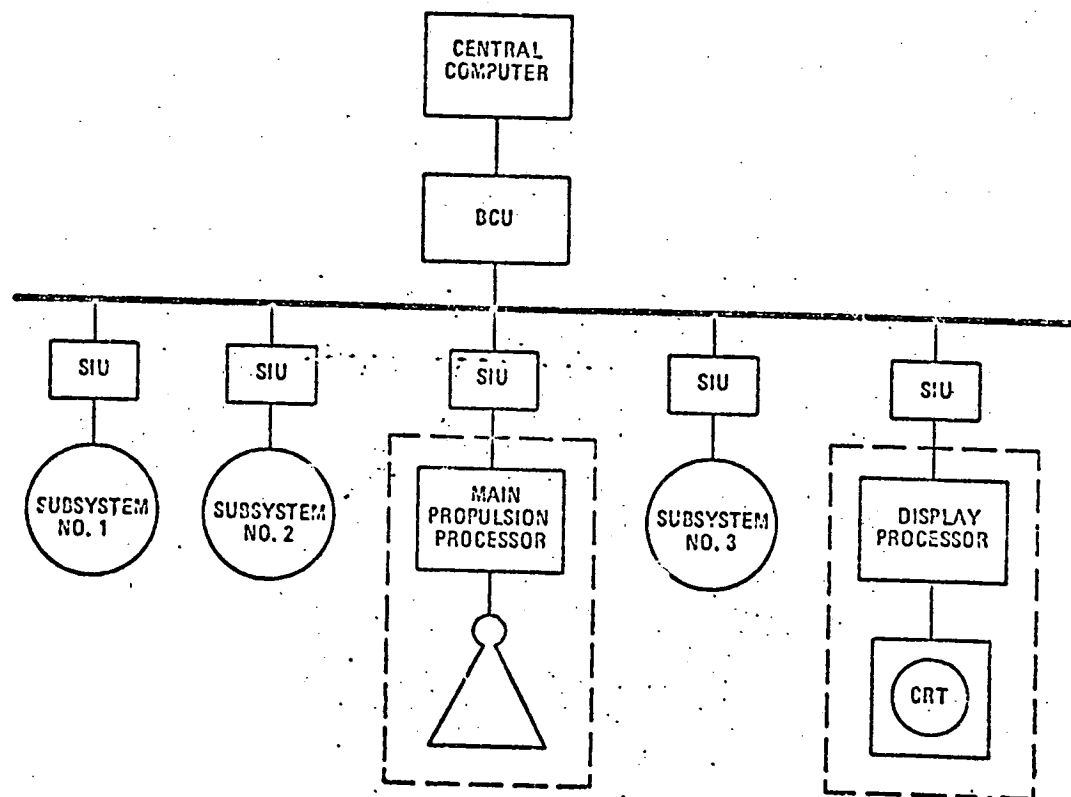 CENTRAL
COMPUTER
BCU
SIU
SIU
SIU
SIU
SIU
SUBSYSTEM
NO. 1
SUBSYSTEM
NO. 2
MAIN
PROPULSION
PROCESSOR
SUBSYSTEM
NO. 3
DISPLAY
PROCESSOR
CRT